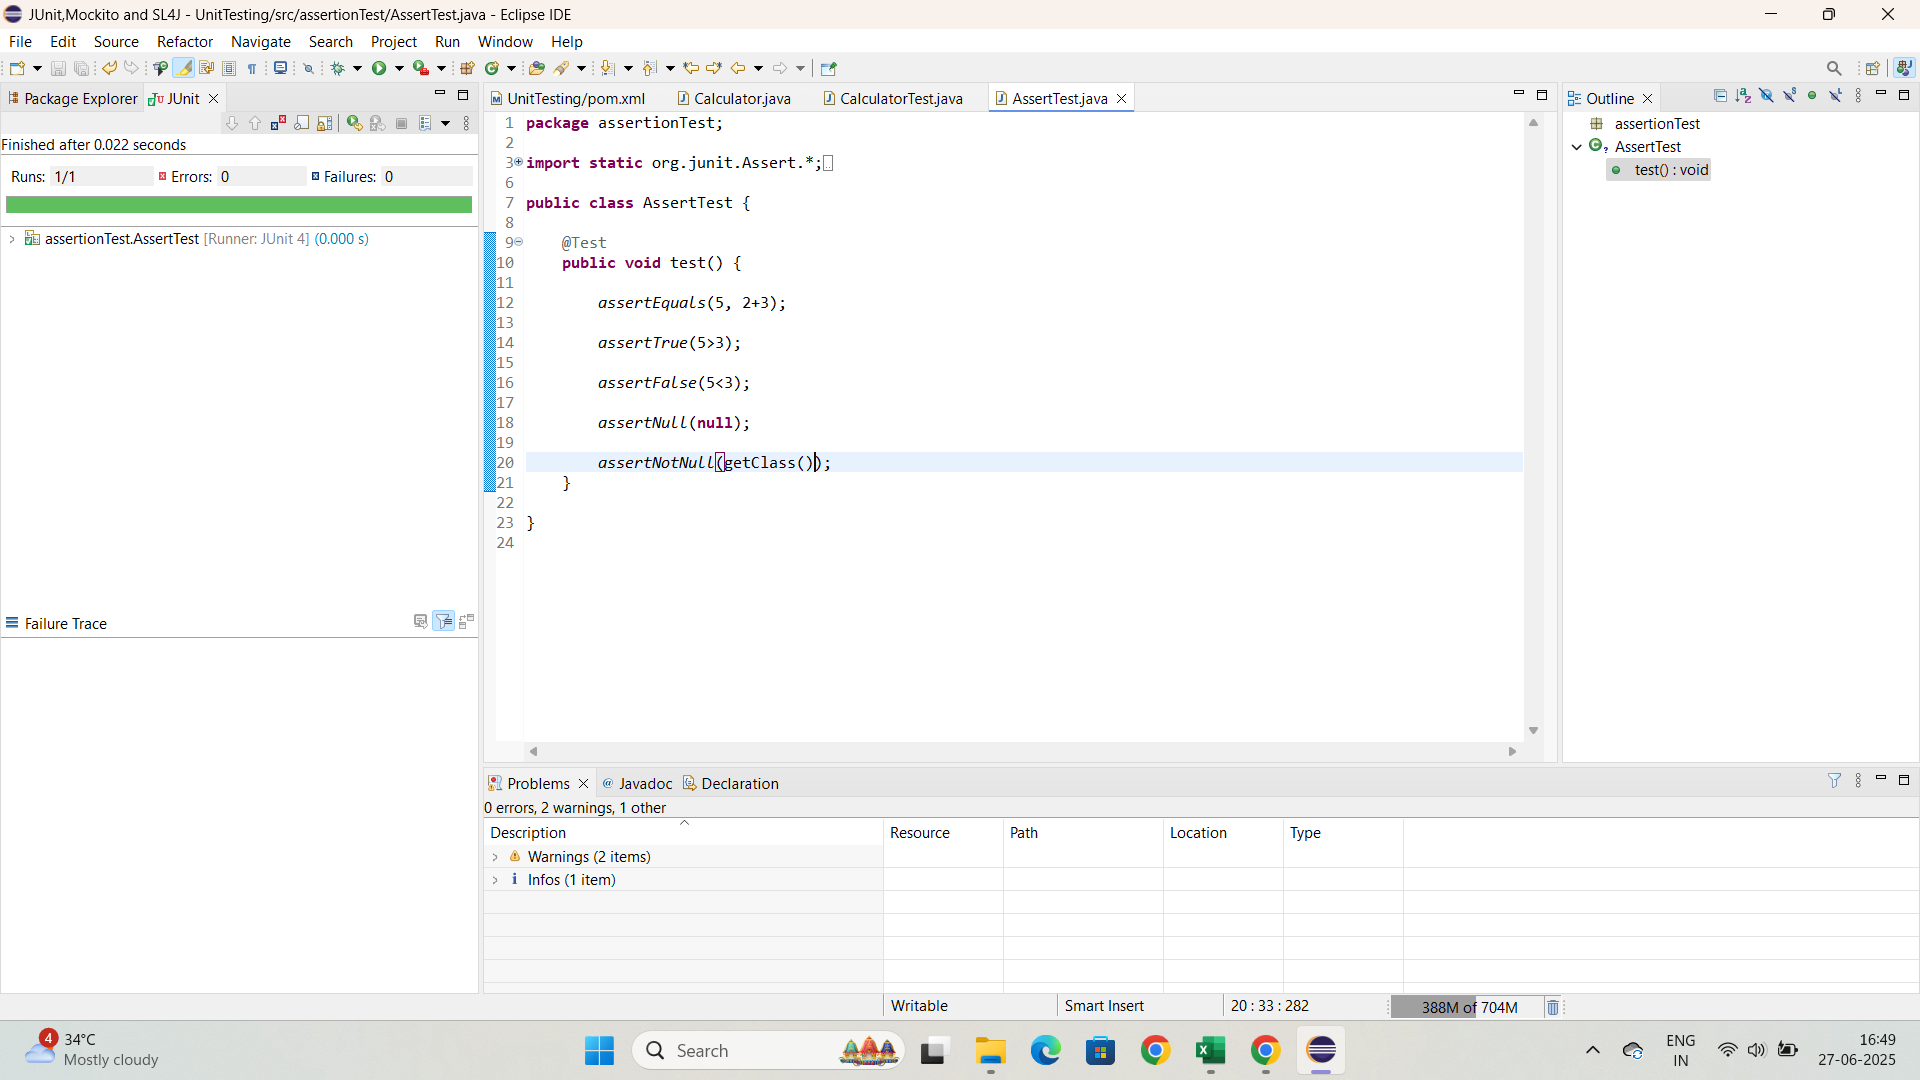 JUnit,Mockito and SL4J - UnitTesting/src/assertionTest/AssertTest.java - Eclipse IDE
File Edit Source Refactor Navigate Search Project Run Window Help
Package Explorer JUnit
Finished after 0.022 seconds
Runs: 1/1 Errors: 0 Failures: 0
assertionTest.AssertTest [Runner: JUnit 4] (0.000 s)
Failure Trace
UnitTesting/pom.xml Calculator.java CalculatorTest.java AssertTest.java
1 package assertionTest;
2
3 import static org.junit.Assert.*;
6
7 public class AssertTest {
8
9 @Test
10 public void test() {
11
12 assertEquals(5, 2+3);
13
14 assertTrue(5>3);
15
16 assertFalse(5<3);
17
18 assertNull(null);
19
20 assertNotNull(getClass());
21 }
22
23 }
24
Outline
assertionTest
AssertTest
test() : void
Problems Javadoc Declaration
0 errors, 2 warnings, 1 other
Description Resource Path Location Type
Warnings (2 items)
Infos (1 item)
Writable Smart Insert 20 : 33 : 282 388M of 704M
4
34°C
Mostly cloudy
Search
ENG
IN
16:49
27-06-2025